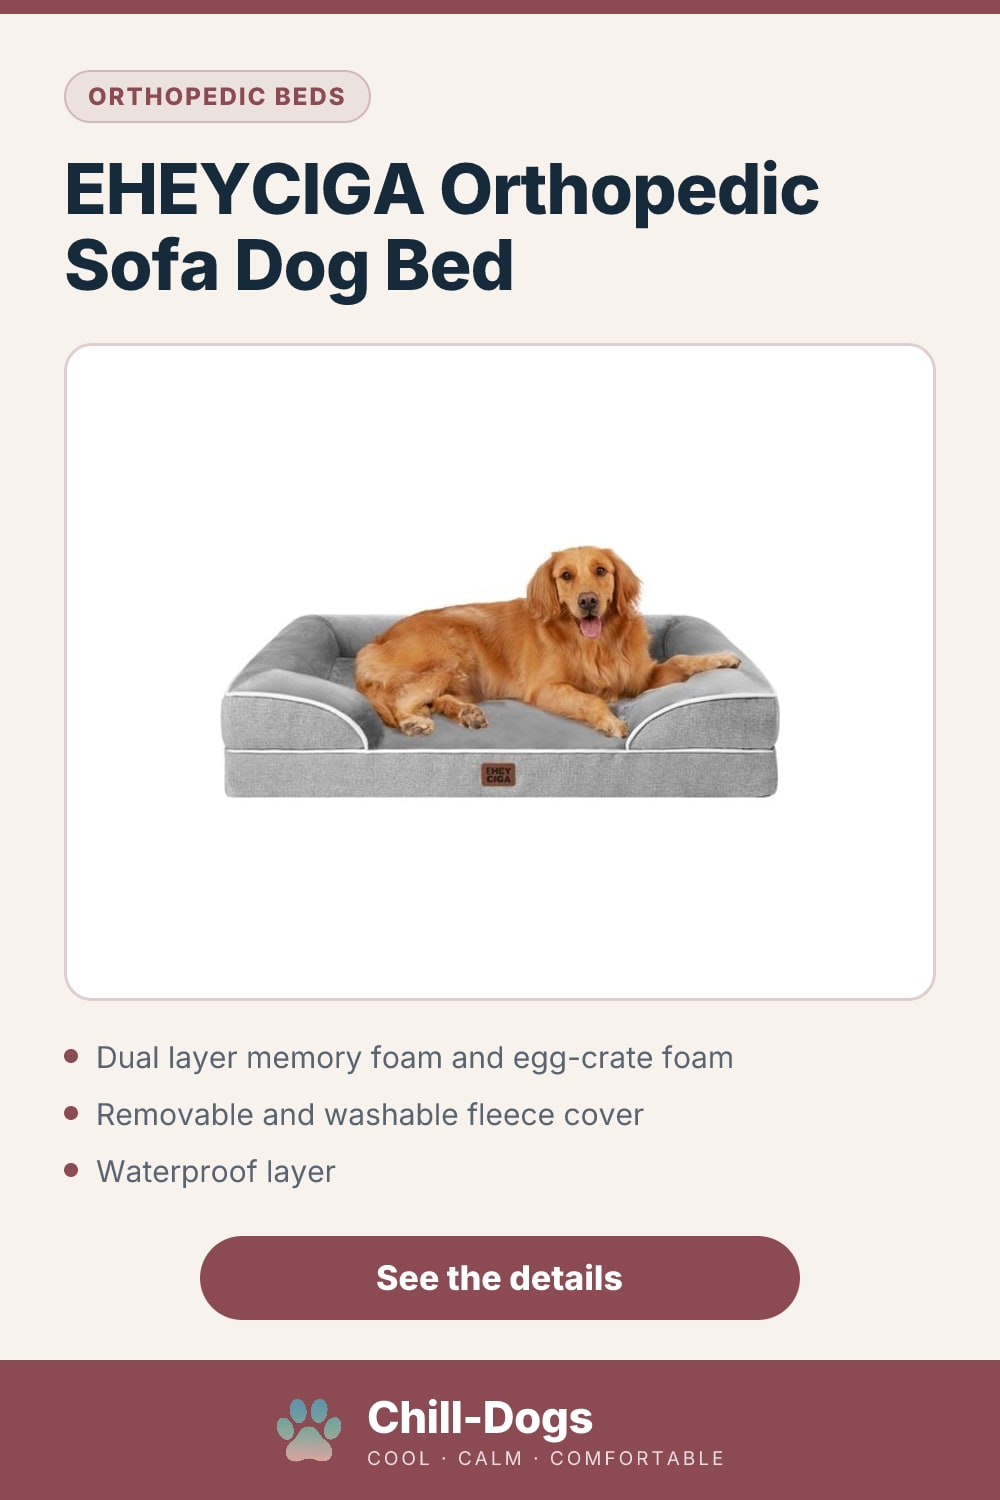 ORTHOPEDIC BEDS
EHEYCIGA Orthopedic
Sofa Dog Bed
EHEY
CIGA
Dual layer memory foam and egg-crate foam
Removable and washable fleece cover
Waterproof layer
See the details
Chill-Dogs
COOL · CALM · COMFORTABLE